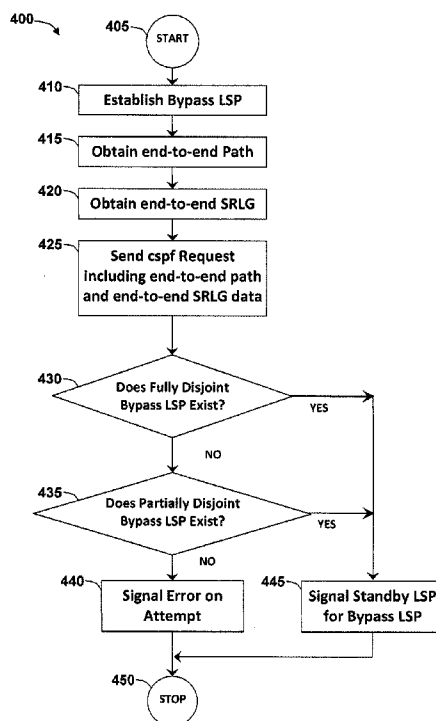 400
405
START
410
Establish Bypass LSP
415
Obtain end-to-end Path
420
Obtain end-to-end SRLG
425
Send cspf Request
including end-to-end path
and end-to-end SRLG data
430
Does Fully Disjoint
Bypass LSP Exist?
YES
NO
435
Does Partially Disjoint
Bypass LSP Exist?
YES
NO
440
Signal Error on
Attempt
445
Signal Standby LSP
for Bypass LSP
450
STOP